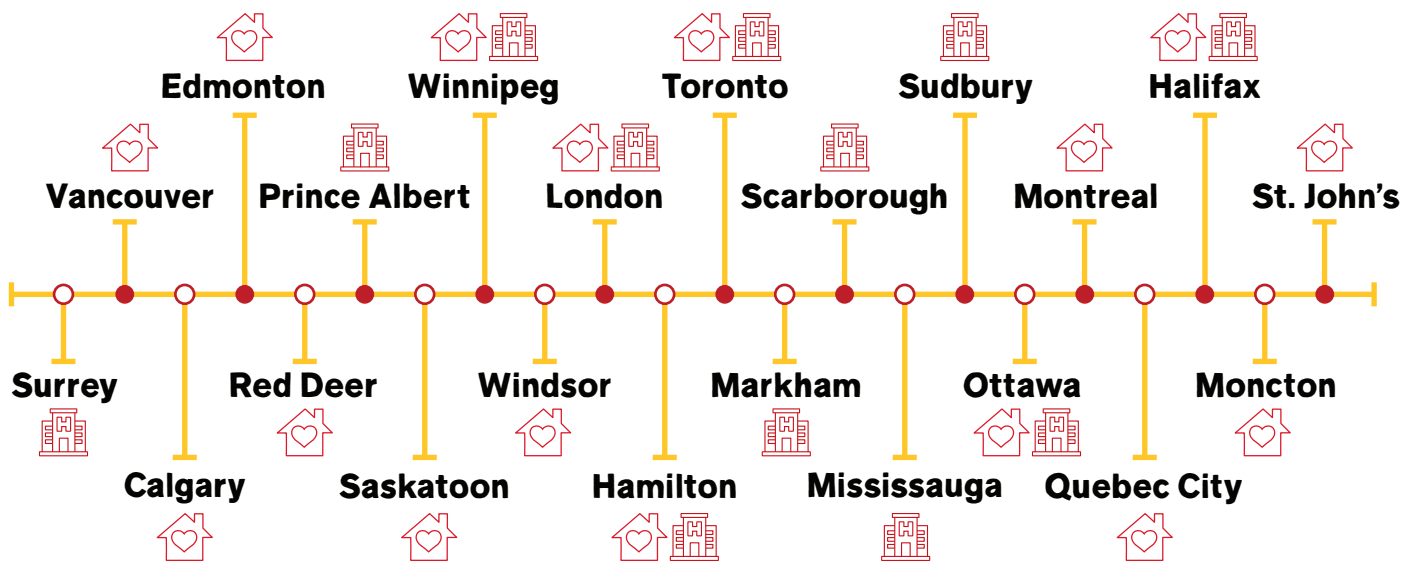 Edmonton
Winnipeg
Toronto
Sudbury
Halifax
Vancouver
Prince Albert
London
Scarborough
Montreal
St. John's
Surrey
Red Deer
Windsor
Markham
Ottawa
Moncton
Calgary
Saskatoon
Hamilton
Mississauga
Quebec City
H
H
H
H
H
H
H
H
H
H
H